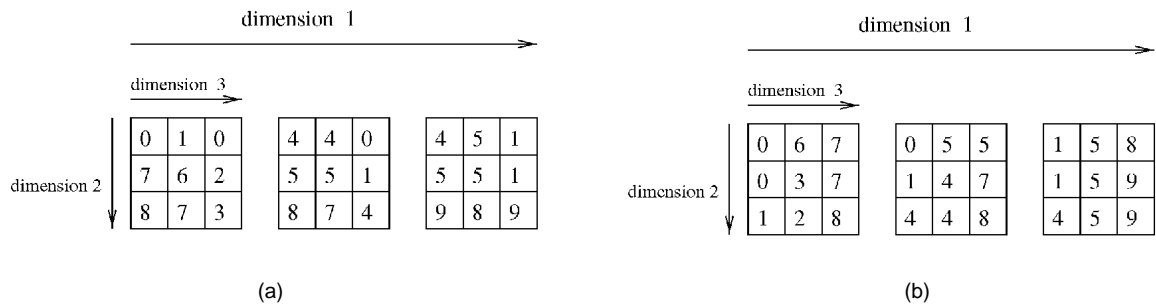 dimension 1
dimension 3
dimension 2
0 1 0
7 6 2
8 7 3
4 4 0
5 5 1
8 7 4
4 5 1
5 5 1
9 8 9
(a)
dimension 1
dimension 3
dimension 2
0 6 7
0 3 7
1 2 8
0 5 5
1 4 7
4 4 8
1 5 8
1 5 9
4 5 9
(b)